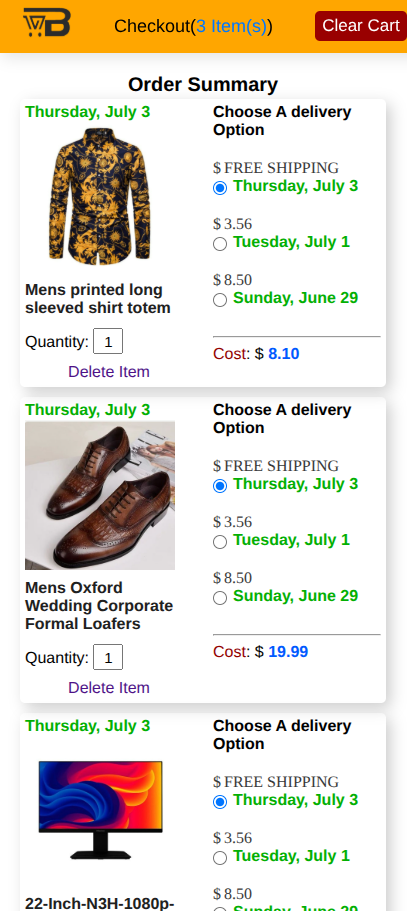 B
Checkout(3 Item(s))
Clear Cart
Order Summary
Thursday, July 3
Mens printed long
sleeved shirt totem
Quantity: 1
Delete Item
Choose A delivery
Option
$ FREE SHIPPING
Thursday, July 3
$ 3.56
Tuesday, July 1
$ 8.50
Sunday, June 29
Cost: $ 8.10
Thursday, July 3
Mens Oxford
Wedding Corporate
Formal Loafers
Quantity: 1
Delete Item
Choose A delivery
Option
$ FREE SHIPPING
Thursday, July 3
$ 3.56
Tuesday, July 1
$ 8.50
Sunday, June 29
Cost: $ 19.99
Thursday, July 3
22-Inch-N3H-1080p-
Choose A delivery
Option
$ FREE SHIPPING
Thursday, July 3
$ 3.56
Tuesday, July 1
$ 8.50
Sunday, June 29